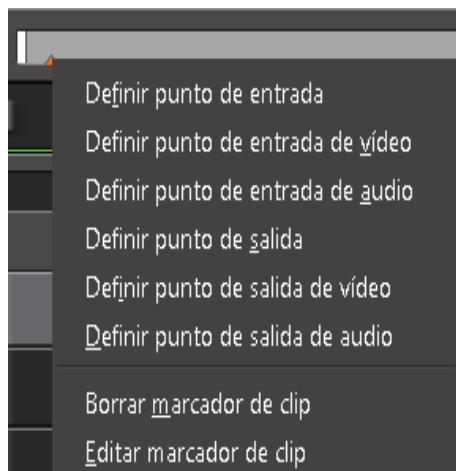 Definir punto de entrada
Definir punto de entrada de vídeo
Definir punto de entrada de audio
Definir punto de salida
Definir punto de salida de vídeo
Definir punto de salida de audio
Borrar marcador de clip
Editar marcador de clip